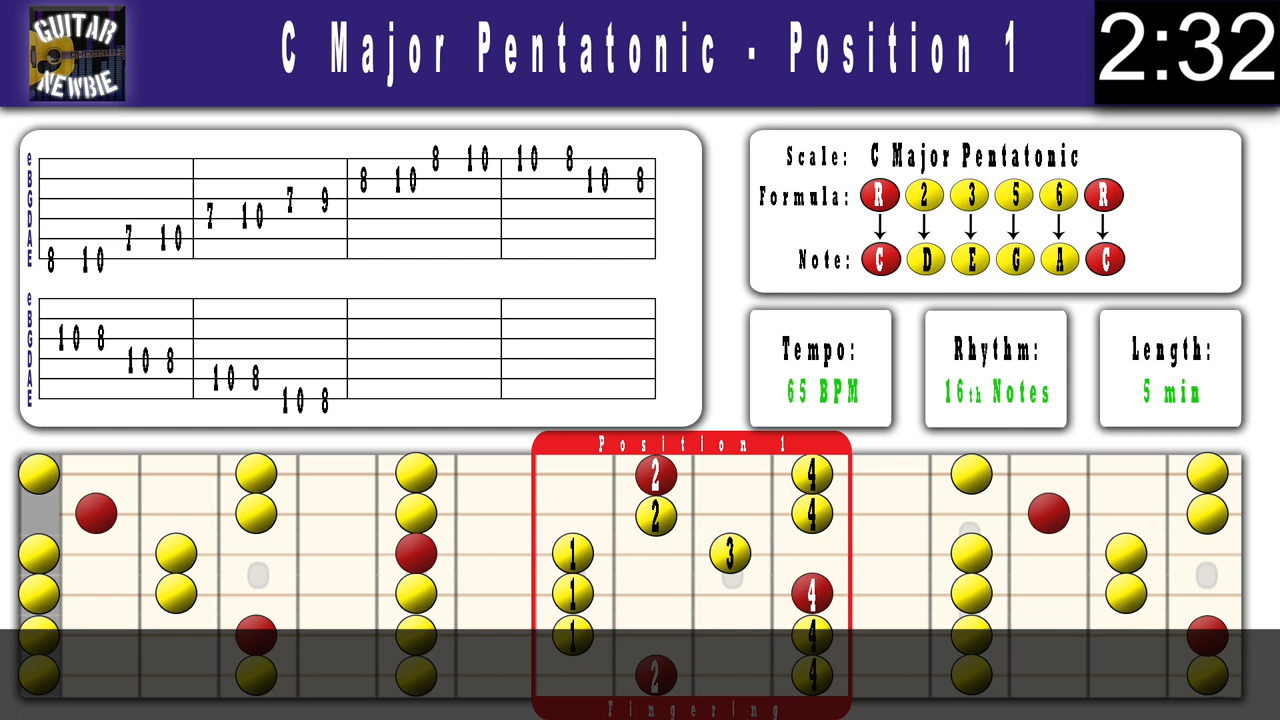 GUITAR
NEWBIE
C Major Pentatonic - Position 1
2:32
e 8 10 10 8
B 8 10 10 8
G 7 9
D 7 10
A 7 10
E 8 10
e
B
G 10 8
D 10 8
A 10 8
E 10 8
Scale: C Major Pentatonic
Formula: R 2 3 5 6 R
Note: C D E G A C
Tempo:
65 BPM
Rhythm:
16th Notes
Length:
5 min
Position 1
2 4
2 4
1 3
1 4
1 4
2 4
Fingering